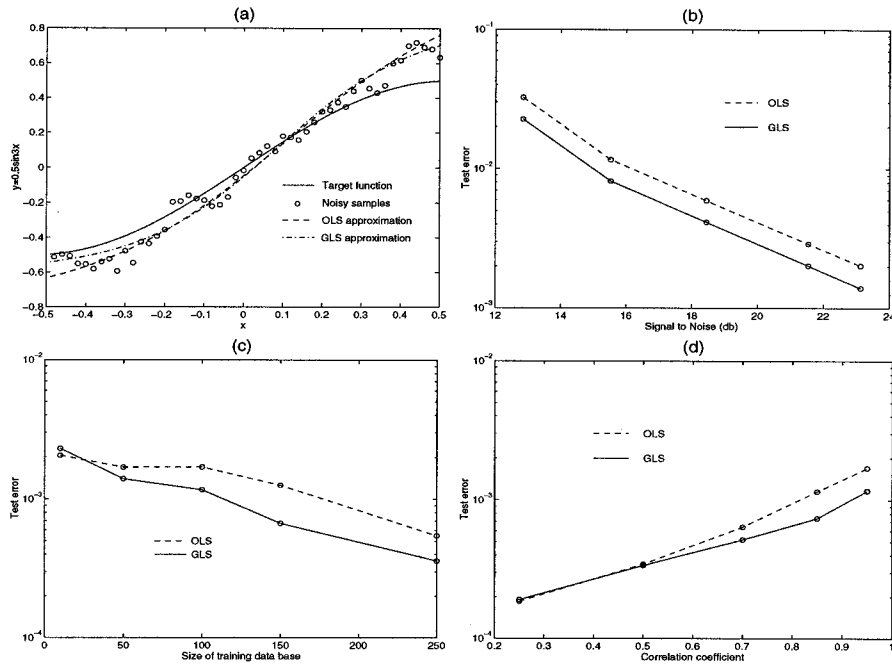 (a)
y=0.5sin3x
0.8
0.6
0.4
0.2
0
−0.2
−0.4
−0.6
−0.8
Target function
Noisy samples
OLS approximation
GLS approximation
−0.5 −0.4 −0.3 −0.2 −0.1 0 0.1 0.2 0.3 0.4 0.5
x
(b)
Test error
10⁻¹
10⁻²
10⁻³
OLS
GLS
12 14 16 18 20 22 24
Signal to Noise (db)
(c)
Test error
10⁻²
10⁻³
10⁻⁴
OLS
GLS
0 50 100 150 200 250
Size of training data base
(d)
Test error
10⁻²
10⁻³
10⁻⁴
OLS
GLS
0.2 0.3 0.4 0.5 0.6 0.7 0.8 0.9 1
Correlation coefficient